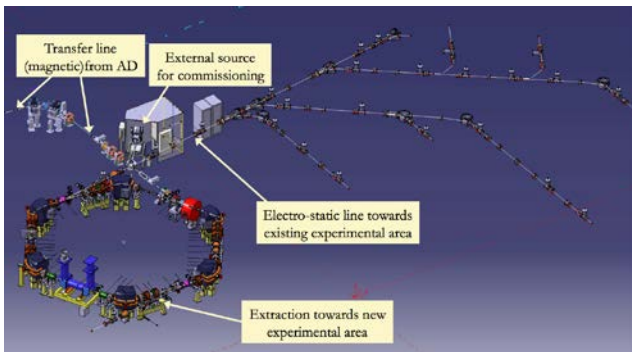 Transfer line
(magnetic)from AD
External source
for commissioning
Electro-static line towards
existing experimental area
Extraction towards new
experimental area